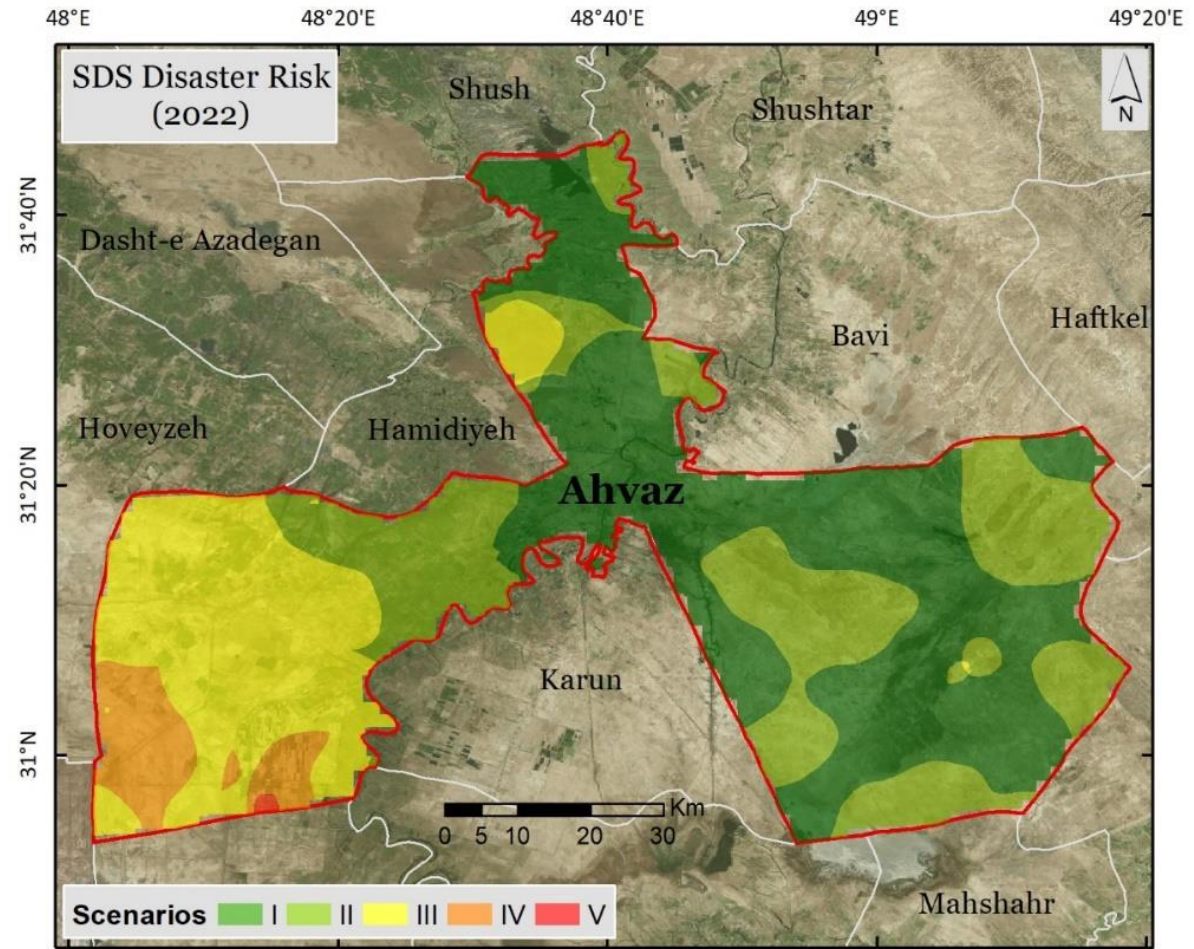 48°E 48°20'E 48°40'E 49°E 49°20'E
SDS Disaster Risk
(2022)
Shush
Shushtar
N
31°40'N
Dasht-e Azadegan
Haftkel
Bavi
Hoveyzeh
Hamidiyeh
31°20'N
Ahvaz
Karun
31°N
Km
0 5 10 20 30
Mahshahr
Scenarios I II III IV V